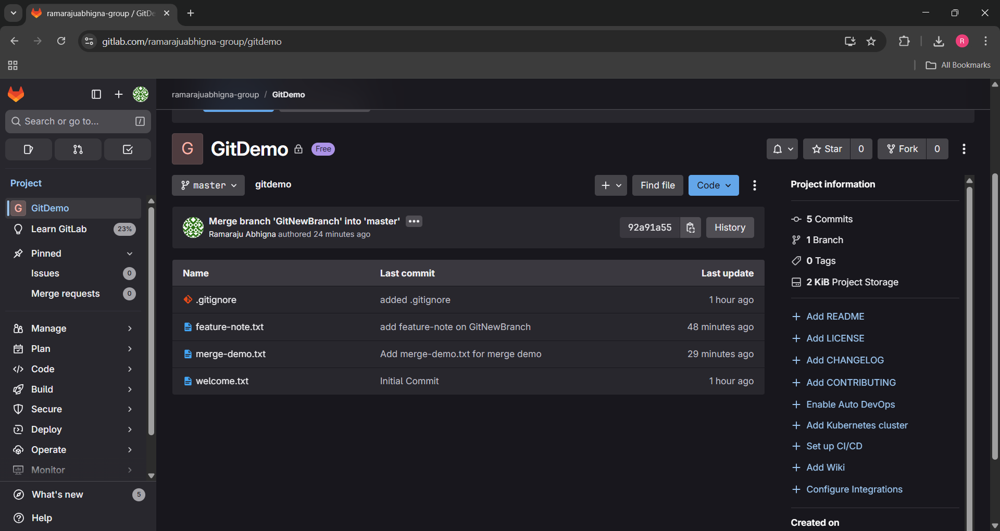 ramarajuabhigna-group / GitDe
gitlab.com/ramarajuabhigna-group/gitdemo
R
All Bookmarks
Search or go to...
/
Project
G GitDemo
Learn GitLab 23%
Pinned
Issues 0
Merge requests 0
Manage
Plan
Code
Build
Secure
Deploy
Operate
Monitor
What's new 5
Help
ramarajuabhigna-group / GitDemo
G GitDemo Free
Star 0
Fork 0
master
gitdemo
+
Find file
Code
Merge branch 'GitNewBranch' into 'master'
Ramaraju Abhigna authored 24 minutes ago
92a91a55
History
Name Last commit Last update
.gitignore added .gitignore 1 hour ago
feature-note.txt add feature-note on GitNewBranch 48 minutes ago
merge-demo.txt Add merge-demo.txt for merge demo 29 minutes ago
welcome.txt Initial Commit 1 hour ago
Project information
5 Commits
1 Branch
0 Tags
2 KiB Project Storage
+ Add README
+ Add LICENSE
+ Add CHANGELOG
+ Add CONTRIBUTING
+ Enable Auto DevOps
+ Add Kubernetes cluster
+ Set up CI/CD
+ Add Wiki
+ Configure Integrations
Created on